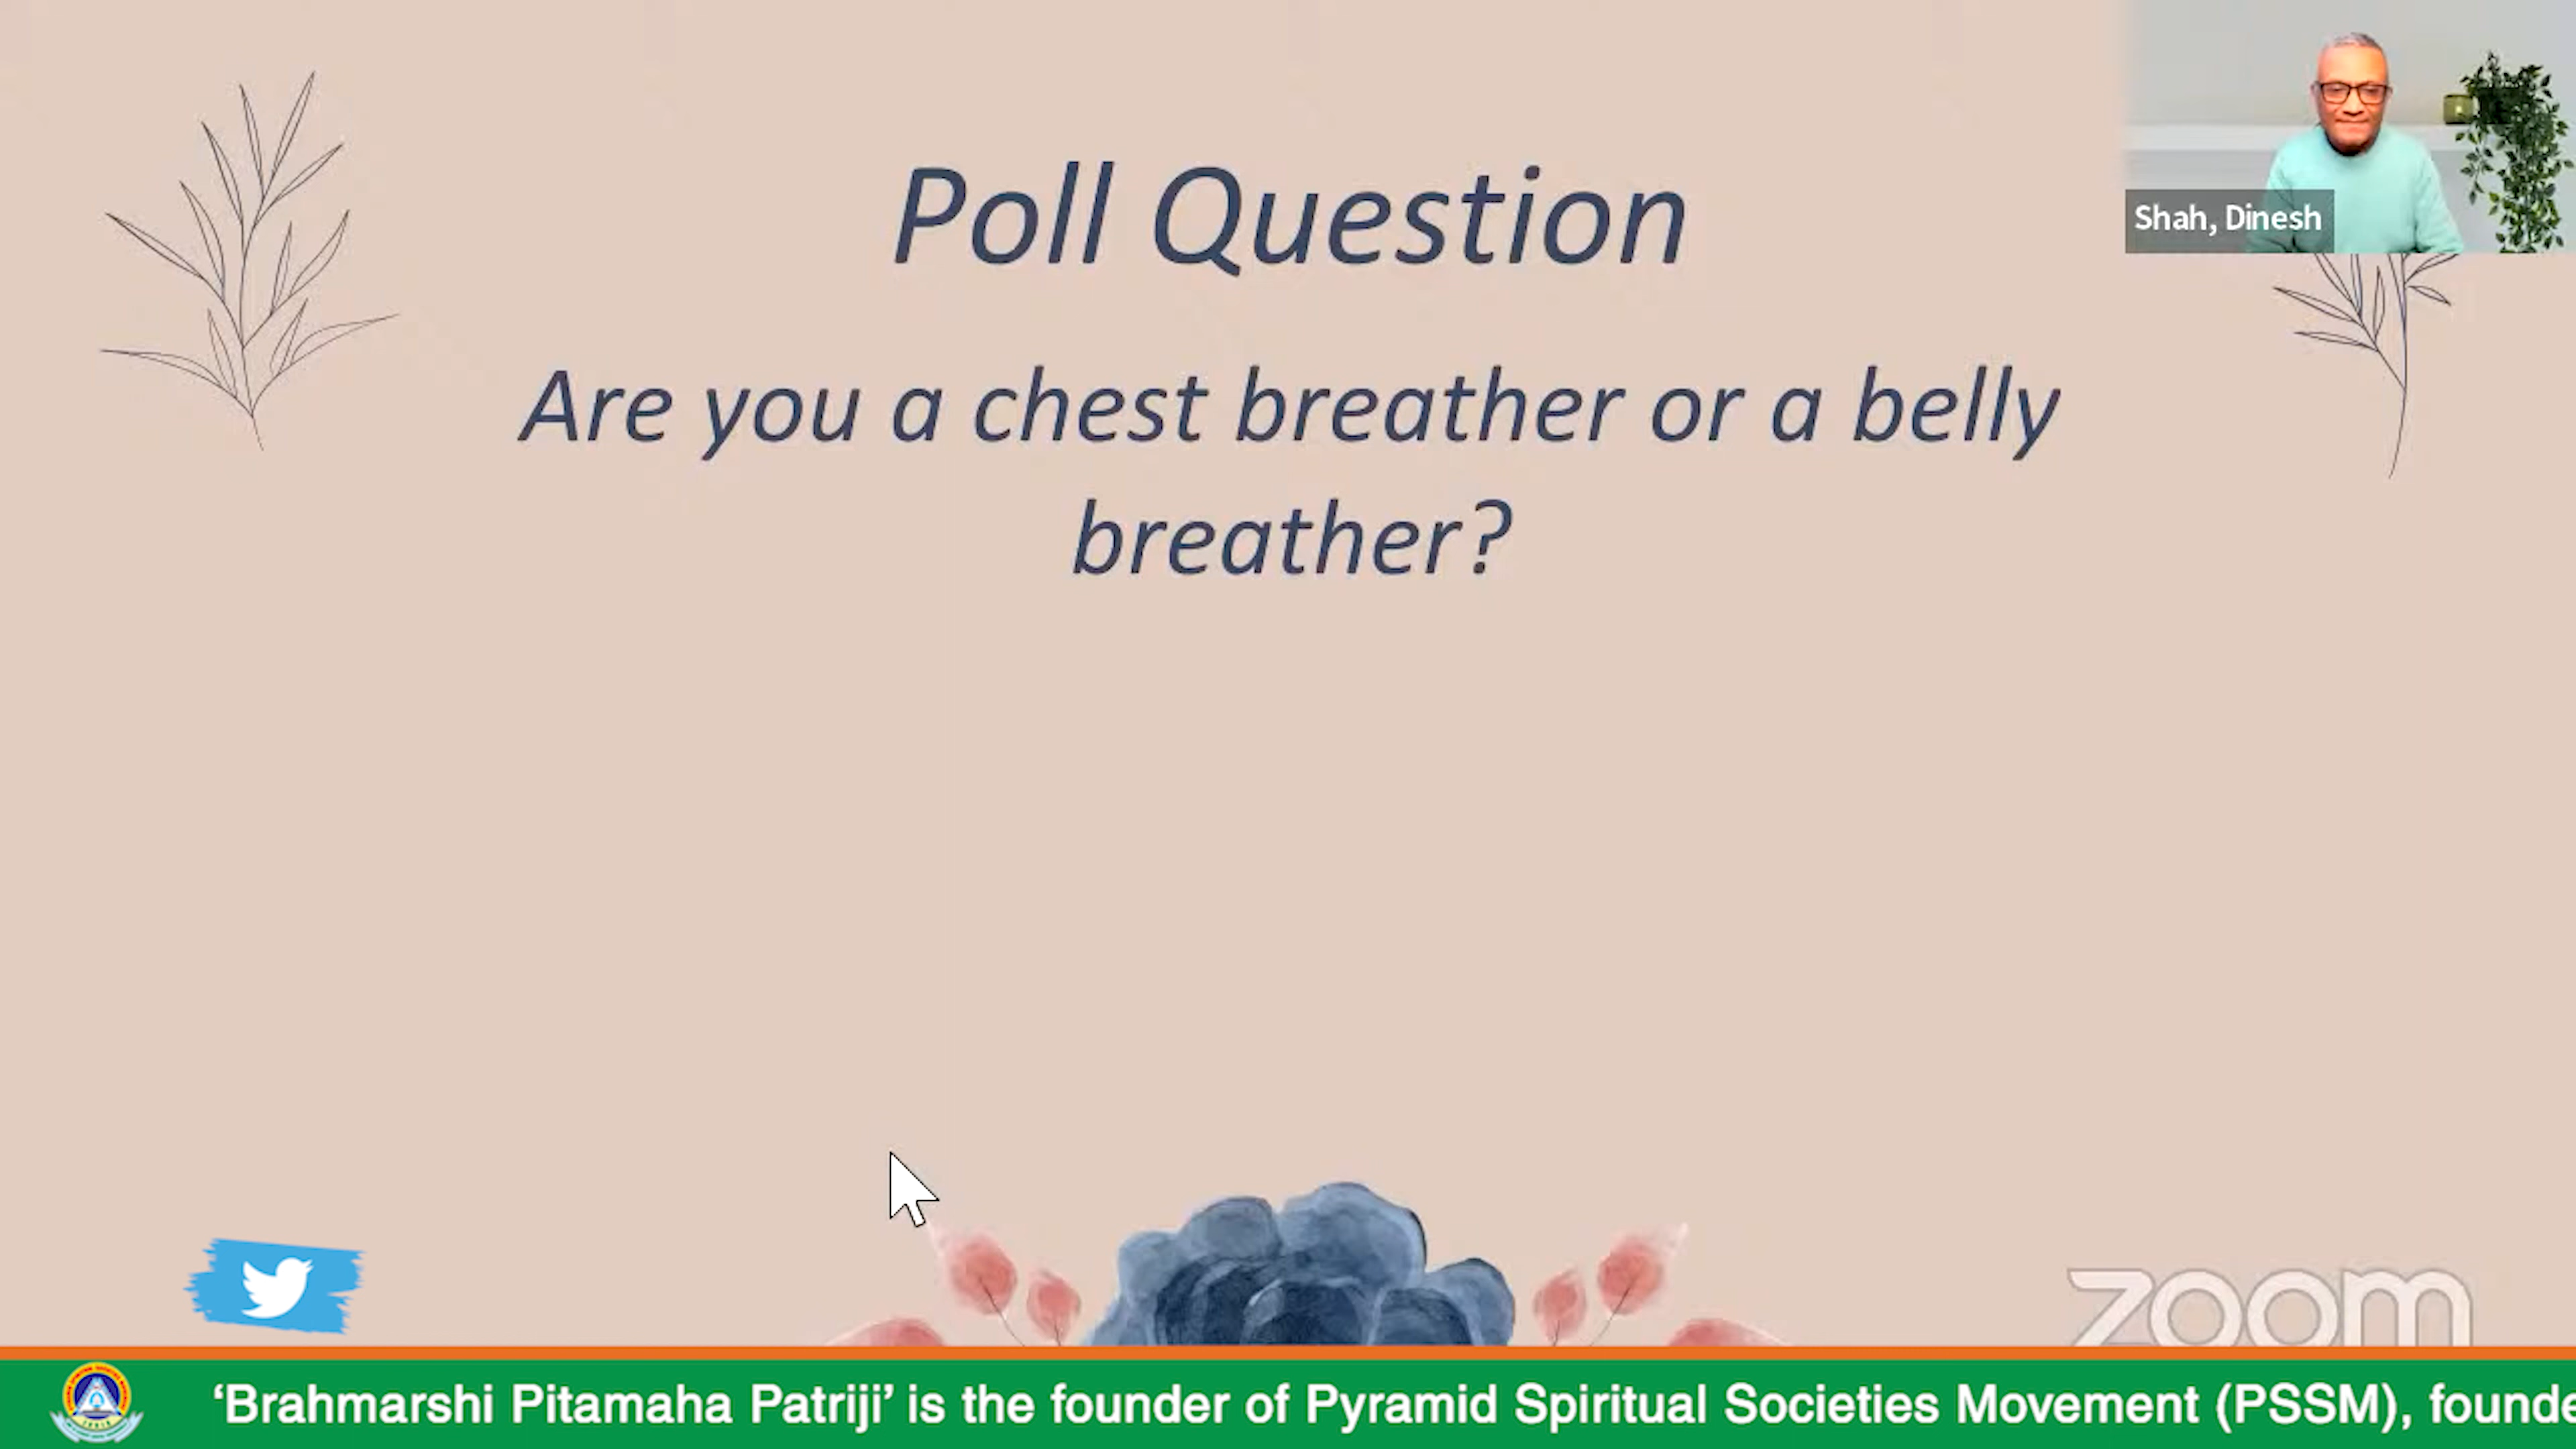 Poll Question
Shah, Dinesh
Are you a chest breather or a belly
breather?
zoom
‘Brahmarshi Pitamaha Patriji’ is the founder of Pyramid Spiritual Societies Movement (PSSM), founde